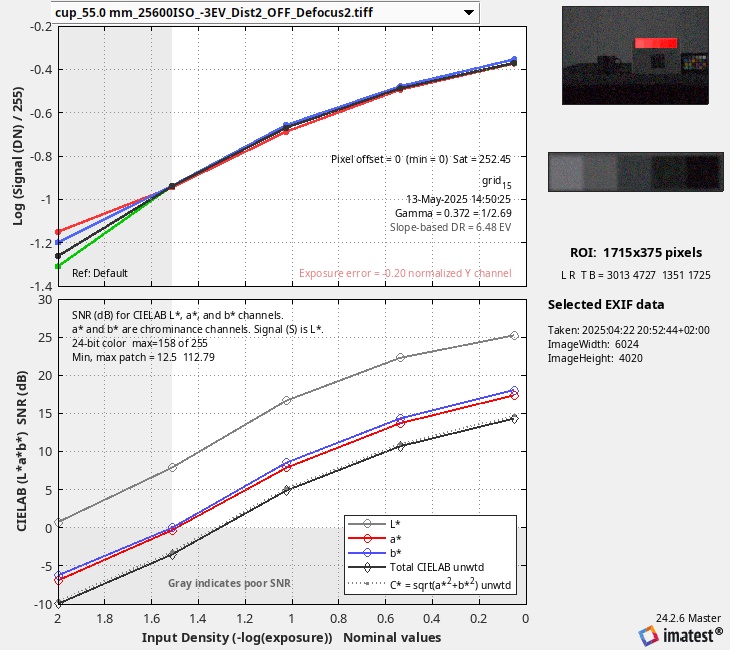 cup_55.0 mm_25600ISO_-3EV_Dist2_OFF_Defocus2.tiff
Log (Signal (DN) / 255)
-0.2
-0.4
-0.6
-0.8
-1
-1.2
-1.4
Pixel offset = 0 (min = 0) Sat = 252.45
grid15
13-May-2025 14:50:25
Gamma = 0.372 = 1/2.69
Slope-based DR = 6.48 EV
Ref: Default
Exposure error = -0.20 normalized Y channel
ROI: 1715x375 pixels
L R T B = 3013 4727 1351 1725
Selected EXIF data
Taken: 2025:04:22 20:52:44+02:00
ImageWidth: 6024
ImageHeight: 4020
CIELAB (L*a*b*) SNR (dB)
30
25
20
15
10
5
0
-5
-10
SNR (dB) for CIELAB L*, a*, and b* channels.
a* and b* are chrominance channels. Signal (S) is L*.
24-bit color max=158 of 255
Min, max patch = 12.5 112.79
L*
a*
b*
Total CIELAB unwtd
C* = sqrt(a*2+b*2) unwtd
Gray indicates poor SNR
2 1.8 1.6 1.4 1.2 1 0.8 0.6 0.4 0.2 0
Input Density (-log(exposure)) Nominal values
24.2.6 Master
imatest®